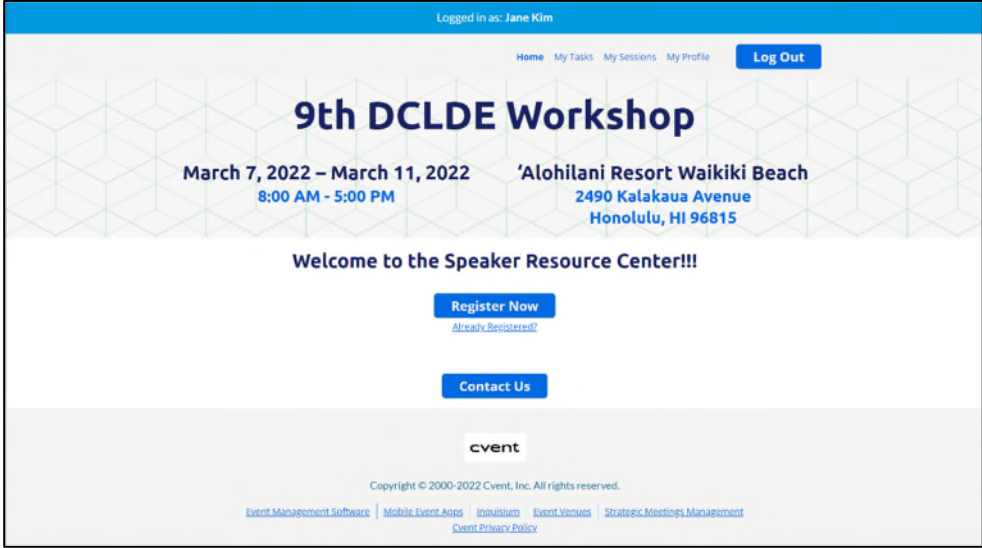 Logged in as: Jane Kim
Home My Tasks My Sessions My Profile Log Out
9th DCLDE Workshop
March 7, 2022 – March 11, 2022
8:00 AM - 5:00 PM
‘Alohilani Resort Waikiki Beach
2490 Kalakaua Avenue
Honolulu, HI 96815
Welcome to the Speaker Resource Center!!!
Register Now
Already Registered?
Contact Us
cvent
Copyright © 2000-2022 Cvent, Inc. All rights reserved.
Event Management Software | Mobile Event Apps | Inquisium | Event Venues | Strategic Meetings Management
Cvent Privacy Policy